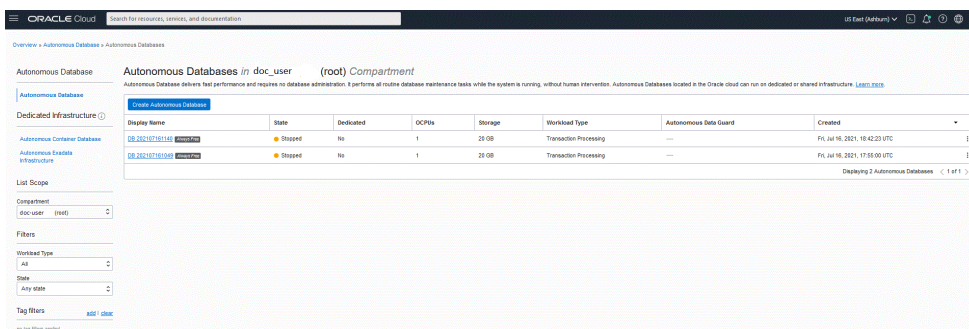 ORACLE Cloud
Search for resources, services, and documentation
US East (Ashburn)
Overview » Autonomous Database » Autonomous Databases
Autonomous Database
Autonomous Database
Dedicated Infrastructure
Autonomous Container Database
Autonomous Exadata
Infrastructure
List Scope
Compartment
doc-user (root)
Filters
Workload Type
All
State
Any state
Tag filters add | clear
Autonomous Databases in doc_user (root) Compartment
Autonomous Database delivers fast performance and requires no database administration. It performs all routine database maintenance tasks while the system is running, without human intervention. Autonomous Databases located in the Oracle cloud can run on dedicated or shared infrastructure. Learn more.
Create Autonomous Database
Display Name State Dedicated OCPUs Storage Workload Type Autonomous Data Guard Created
DB 202107161140 Always Free Stopped No 1 20 GB Transaction Processing — Fri, Jul 16, 2021, 18:42:23 UTC
DB 202107161049 Always Free Stopped No 1 20 GB Transaction Processing — Fri, Jul 16, 2021, 17:55:00 UTC
Displaying 2 Autonomous Databases < 1 of 1 >